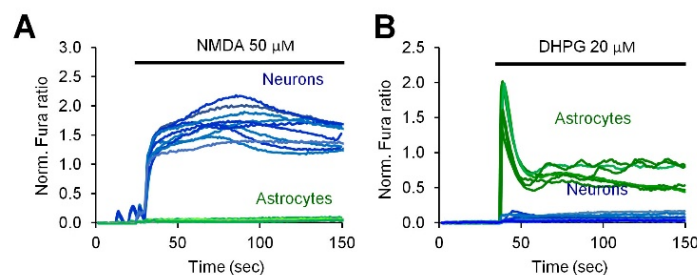 A
NMDA 50 μM
Norm. Fura ratio
3.0
2.5
2.0
1.5
1.0
0.5
0.0
Neurons
Astrocytes
0 50 100 150
Time (sec)
B
DHPG 20 μM
Norm. Fura ratio
2.5
2.0
1.5
1.0
0.5
0.0
Astrocytes
Neurons
0 50 100 150
Time (sec)